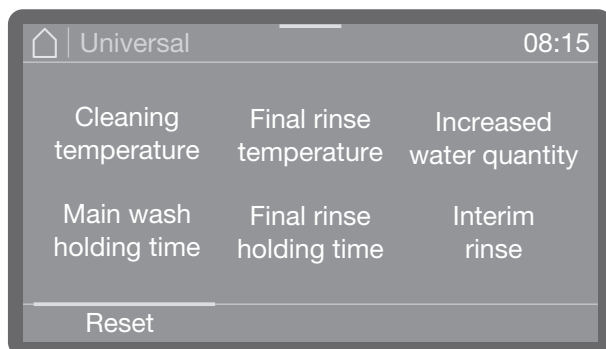 Universal 08:15
Cleaning temperature
Final rinse temperature
Increased water quantity
Main wash holding time
Final rinse holding time
Interim rinse
Reset